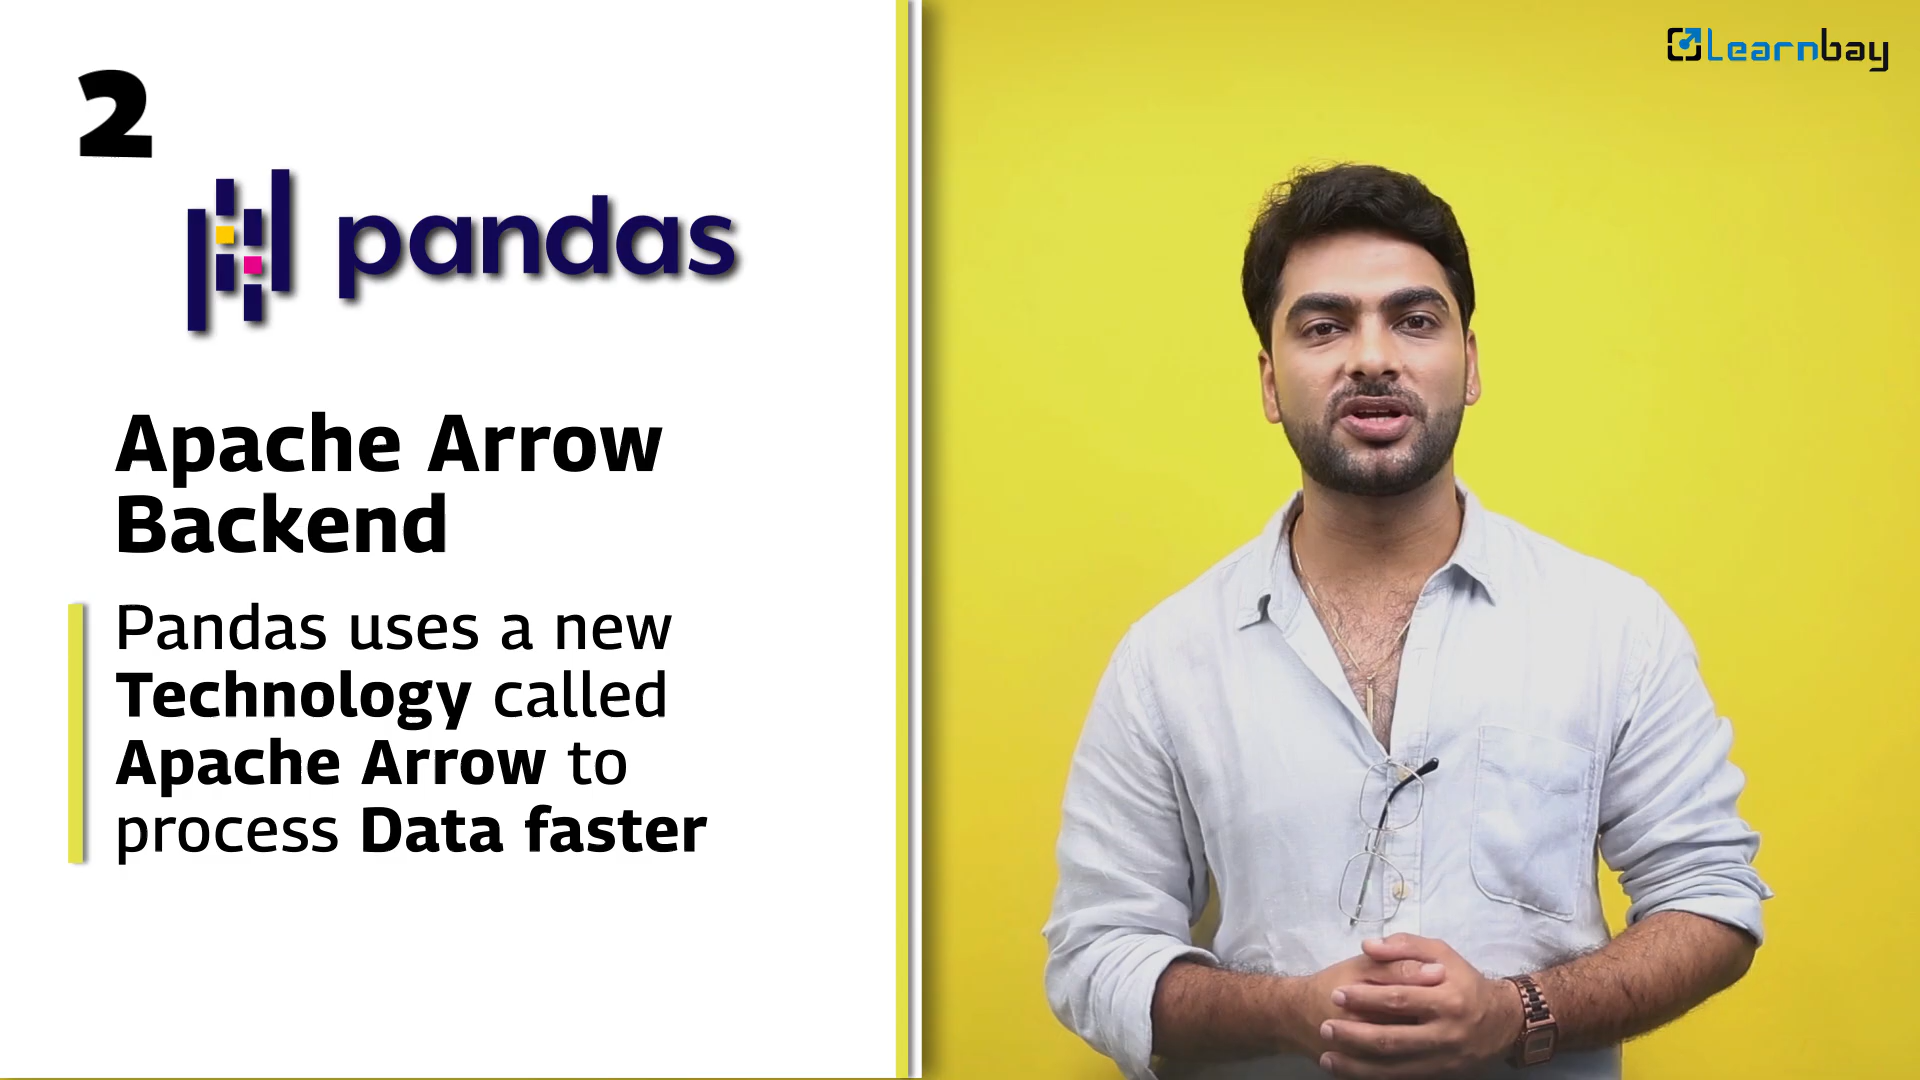 2
Learnbay
pandas
Apache Arrow
Backend
Pandas uses a new
Technology called
Apache Arrow to
process Data faster